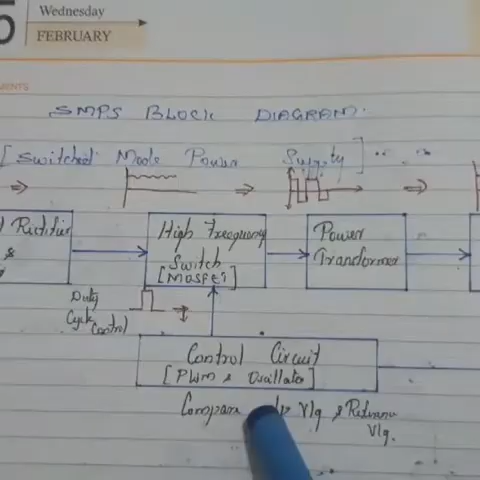 5
Wednesday
FEBRUARY
SMPS BLOCK DIAGRAM.
[Switched Mode Power Supply]
Rectifier
&
High Frequency
Switch
[MOSFET]
Power
Transformer
Duty
Cycle
Control
Control Circuit
[PWM & Oscillator]
Compare Vlg & Reference
Vlg.